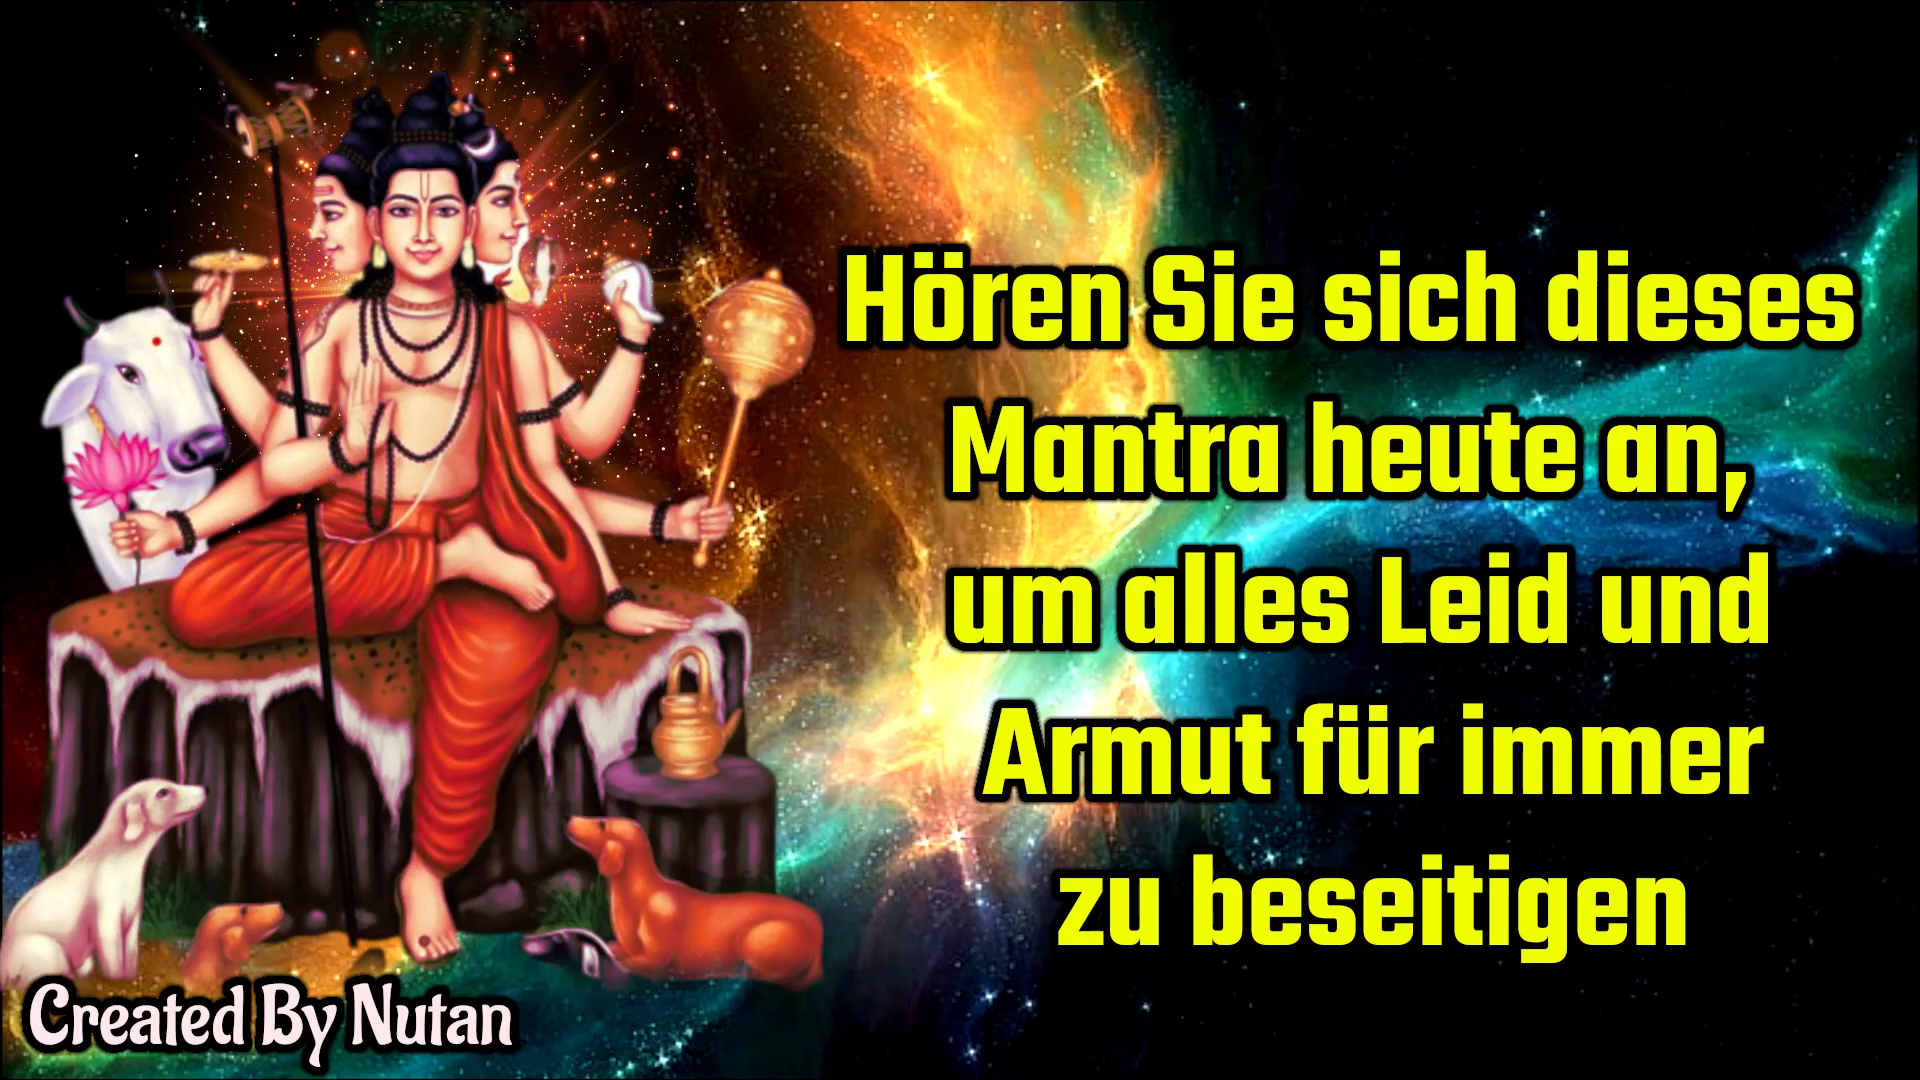 Hören Sie sich dieses
Mantra heute an,
um alles Leid und
Armut für immer
zu beseitigen
Created By Nutan